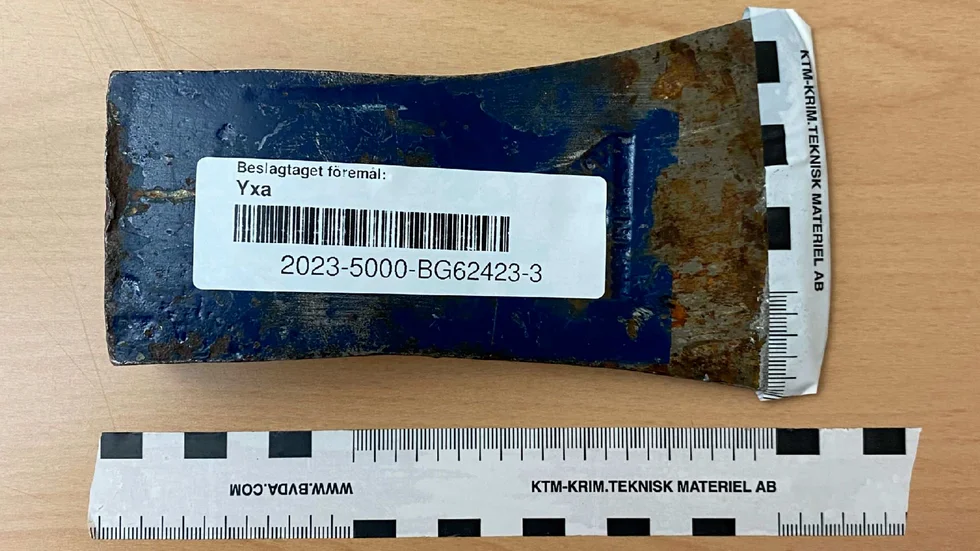 Beslagtaget föremål:
Yxa
2023-5000-BG62423-3
KTM-KRIM.TEKNISK MATERIEL AB
WWW.BVDA.COM
KTM-KRIM.TEKNISK MATERIEL AB